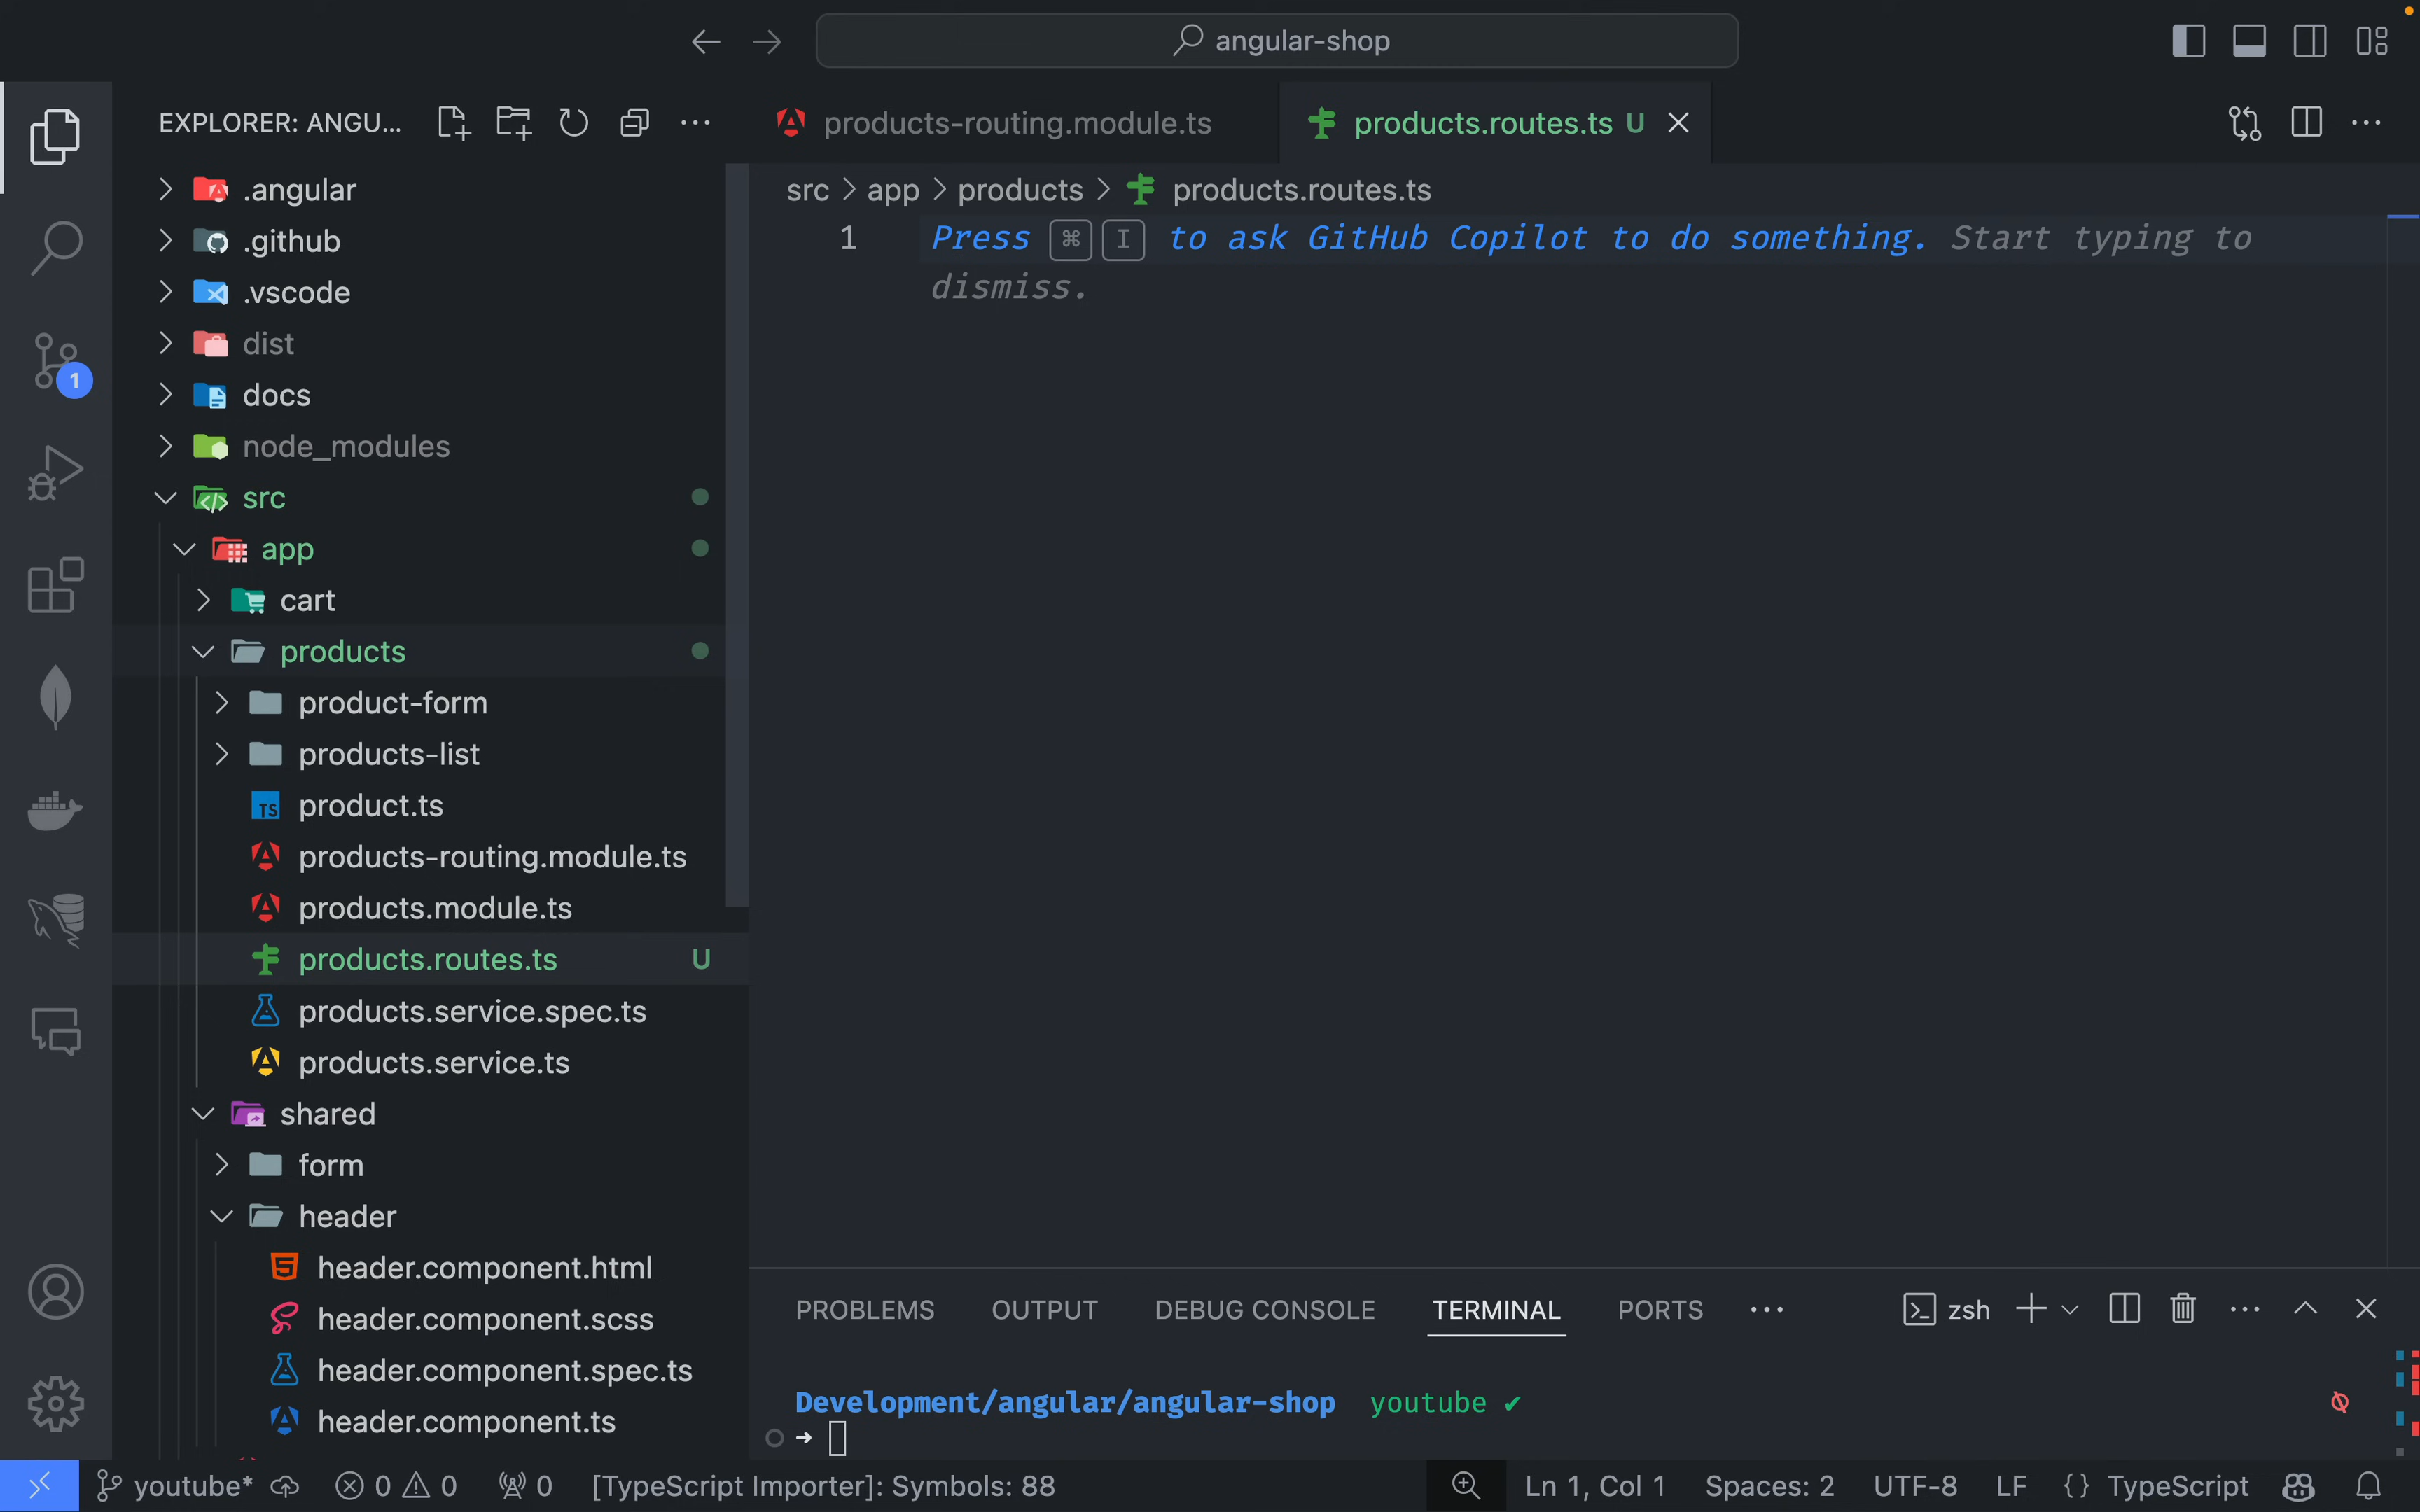 angular-shop
EXPLORER: ANGU...
.angular
.github
.vscode
dist
docs
node_modules
src
app
cart
products
product-form
products-list
product.ts
products-routing.module.ts
products.module.ts
products.routes.ts U
products.service.spec.ts
products.service.ts
shared
form
header
header.component.html
header.component.scss
header.component.spec.ts
header.component.ts
products-routing.module.ts
products.routes.ts U
src > app > products > products.routes.ts
1 Press ⌘ I to ask GitHub Copilot to do something. Start typing to
dismiss.
PROBLEMS OUTPUT DEBUG CONSOLE TERMINAL PORTS zsh
Development/angular/angular-shop youtube ✔
➜
1
youtube* 0 0 0 [TypeScript Importer]: Symbols: 88 Ln 1, Col 1 Spaces: 2 UTF-8 LF {} TypeScript